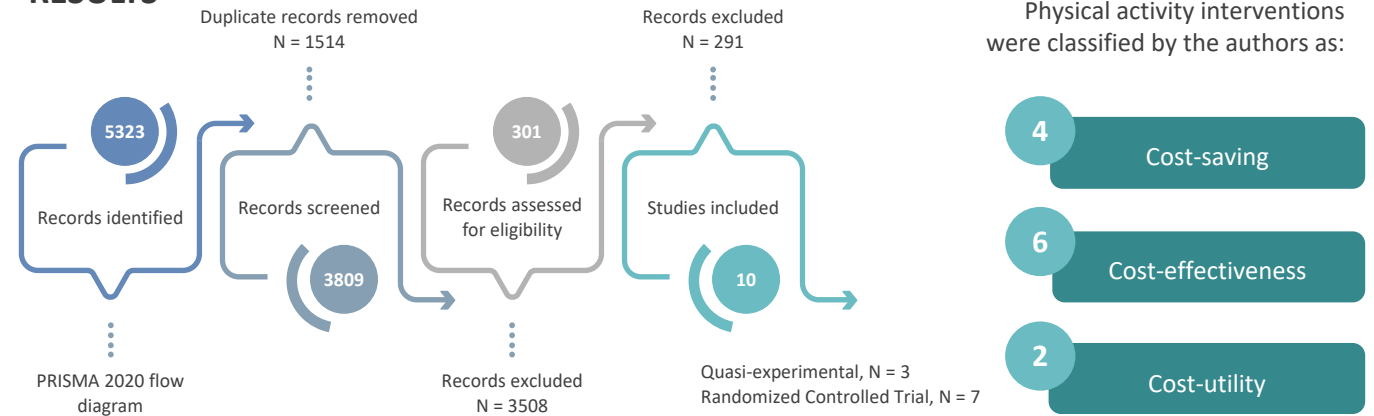 RESULTS
Duplicate records removed
N = 1514
Records excluded
N = 291
5323
Records identified
PRISMA 2020 flow
diagram
Records screened
3809
301
Records assessed
for eligibility
Records excluded
N = 3508
Studies included
10
Quasi-experimental, N = 3
Randomized Controlled Trial, N = 7
Physical activity interventions
were classified by the authors as:
4
Cost-saving
6
Cost-effectiveness
2
Cost-utility